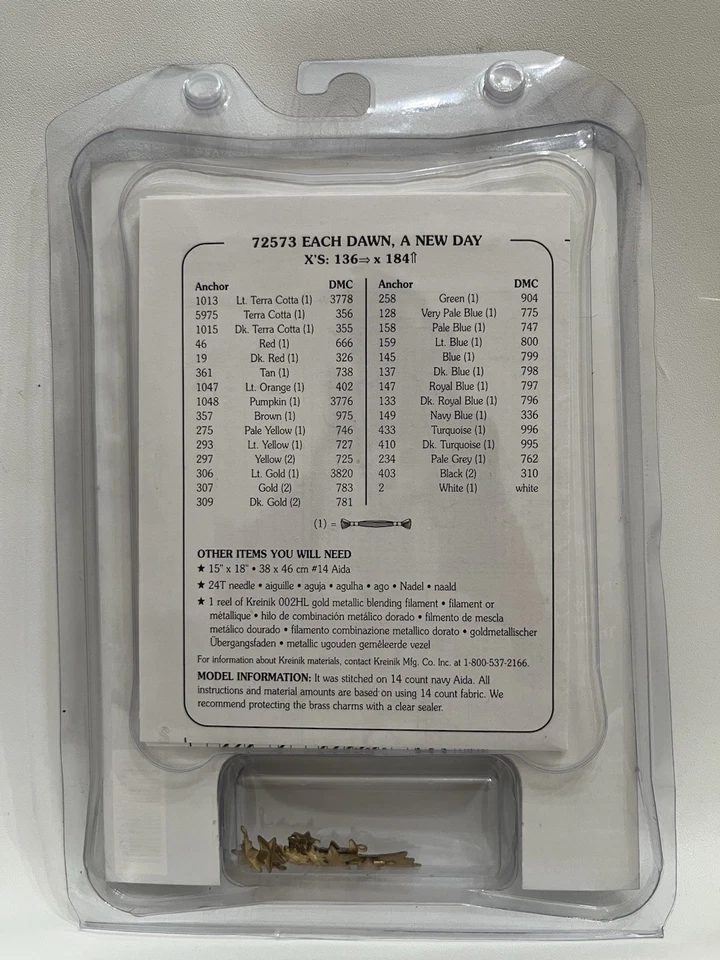 72573 EACH DAWN, A NEW DAY
X'S: 136⇒ x 184⇑
Anchor DMC
1013 Lt. Terra Cotta (1) 3778
5975 Terra Cotta (1) 356
1015 Dk. Terra Cotta (1) 355
46 Red (1) 666
19 Dk. Red (1) 326
361 Tan (1) 738
1047 Lt. Orange (1) 402
1048 Pumpkin (1) 3776
357 Brown (1) 975
275 Pale Yellow (1) 746
293 Lt. Yellow (1) 727
297 Yellow (2) 725
306 Lt. Gold (1) 3820
307 Gold (2) 783
309 Dk. Gold (2) 781
Anchor DMC
258 Green (1) 904
128 Very Pale Blue (1) 775
158 Pale Blue (1) 747
159 Lt. Blue (1) 800
145 Blue (1) 799
137 Dk. Blue (1) 798
147 Royal Blue (1) 797
133 Dk. Royal Blue (1) 796
149 Navy Blue (1) 336
433 Turquoise (1) 996
410 Dk. Turquoise (1) 995
234 Pale Grey (1) 762
403 Black (2) 310
2 White (1) white
(1) =
OTHER ITEMS YOU WILL NEED
★ 15" x 18" • 38 x 46 cm #14 Aida
★ 24T needle • aiguille • aguja • agulha • ago • Nadel • naald
★ 1 reel of Kreinik 002HL gold metallic blending filament • filament or
métallique • hilo de combinación metálico dorado • filmento de mescla
metálico dourado • filamento combinazione metallico dorato • goldmetallischer
Übergangsfaden • metallic ugouden gemêleerde vezel
For information about Kreinik materials, contact Kreinik Mfg. Co. Inc. at 1-800-537-2166.
MODEL INFORMATION: It was stitched on 14 count navy Aida. All
instructions and material amounts are based on using 14 count fabric. We
recommend protecting the brass charms with a clear sealer.